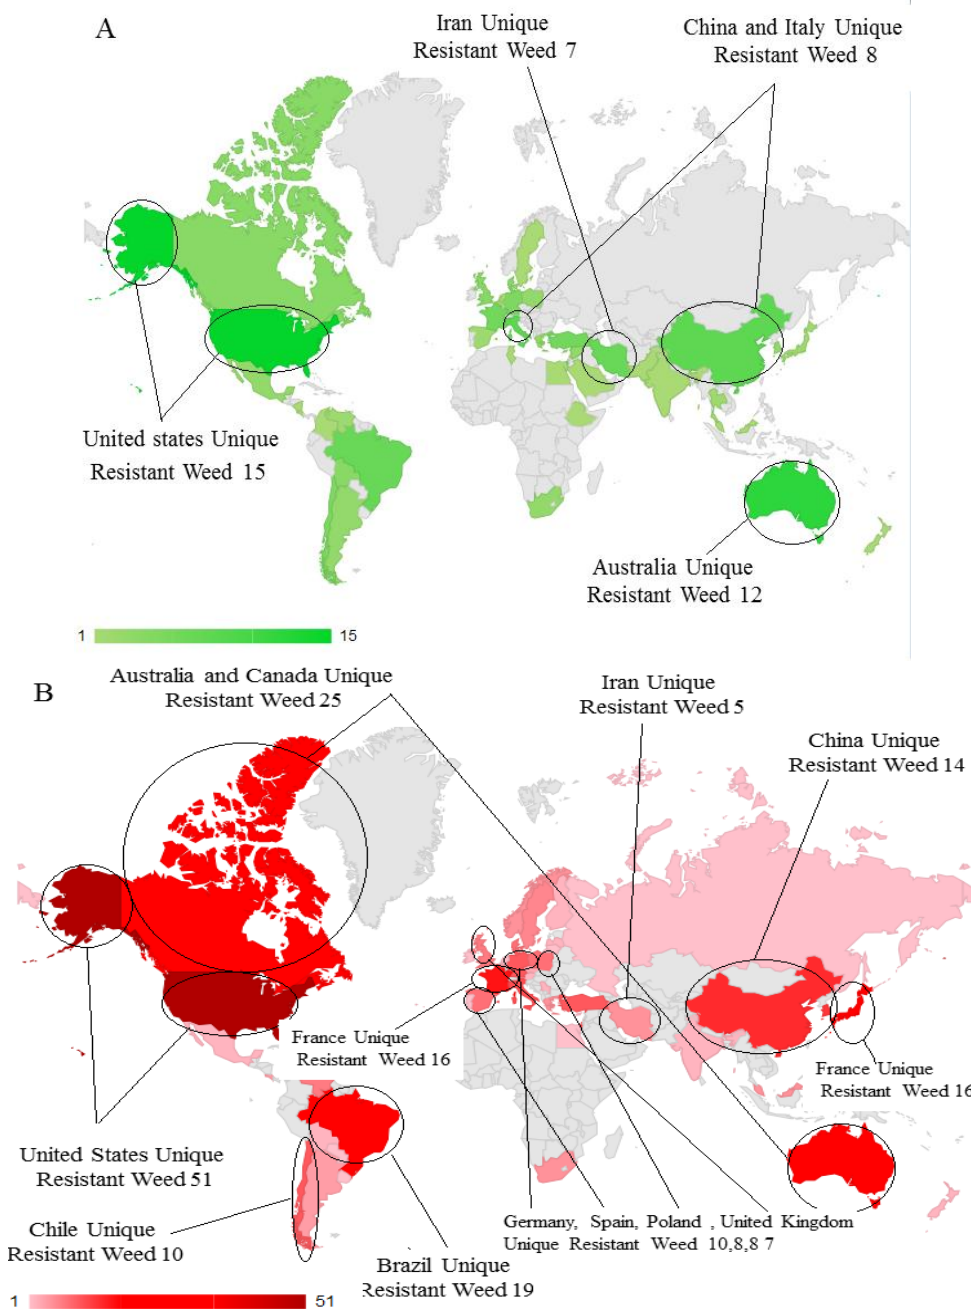 A
Iran Unique
Resistant Weed 7
China and Italy Unique
Resistant Weed 8
United states Unique
Resistant Weed 15
Australia Unique
Resistant Weed 12
1
15
B
Australia and Canada Unique
Resistant Weed 25
Iran Unique
Resistant Weed 5
China Unique
Resistant Weed 14
France Unique
Resistant Weed 16
France Unique
Resistant Weed 16
United States Unique
Resistant Weed 51
Chile Unique
Resistant Weed 10
Germany, Spain, Poland , United Kingdom
Unique Resistant Weed 10,8,8 7
Brazil Unique
Resistant Weed 19
1
51